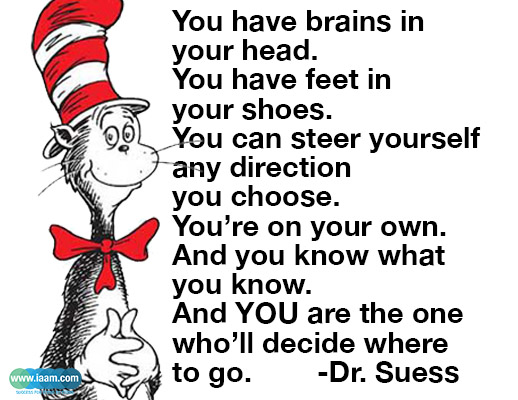 You have brains in
your head.
You have feet in
your shoes.
You can steer yourself
any direction
you choose.
You're on your own.
And you know what
you know.
And YOU are the one
who'll decide where
to go. -Dr. Suess
www.iaam.com